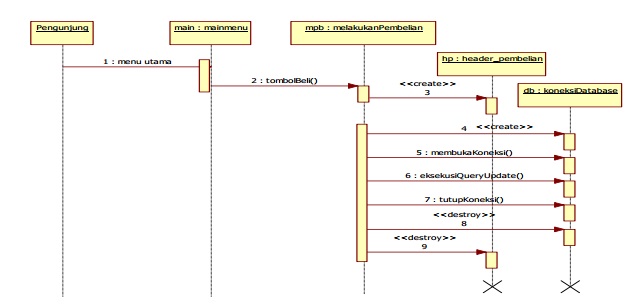 Pengunjung
main : mainmenu
mpb : melakukanPembelian
hp : header_pembelian
db : koneksiDatabase
1 : menu utama
2 : tombolBeli()
<<create>>
3
4 <<create>>
5 : membukaKoneksi()
6 : eksekusiQueryUpdate()
7 : tutupKoneksi()
<<destroy>>
8
<<destroy>>
9